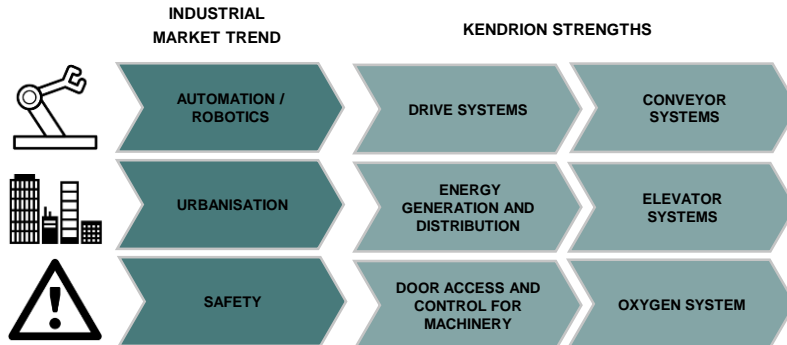 INDUSTRIAL
MARKET TREND
KENDRION STRENGTHS
AUTOMATION /
ROBOTICS
DRIVE SYSTEMS
CONVEYOR
SYSTEMS
URBANISATION
ENERGY
GENERATION AND
DISTRIBUTION
ELEVATOR
SYSTEMS
SAFETY
DOOR ACCESS AND
CONTROL FOR
MACHINERY
OXYGEN SYSTEM